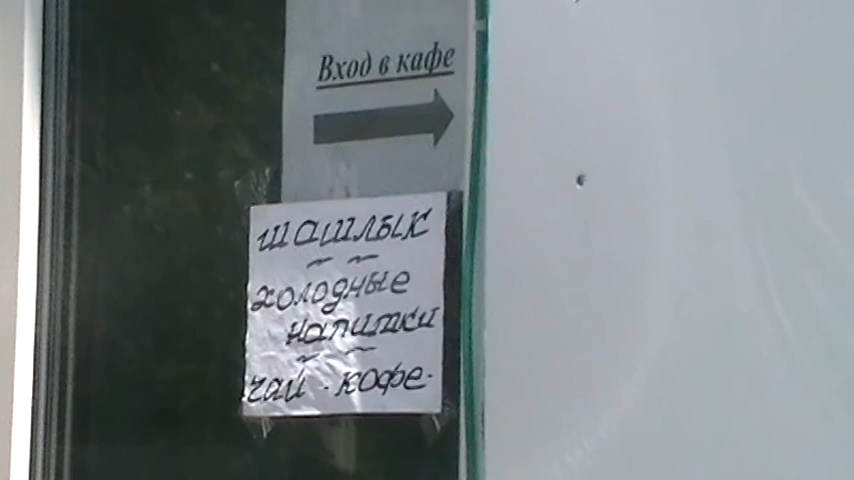 Вход в кафе
шашлык
холодные
напитки
чай · кофе ·